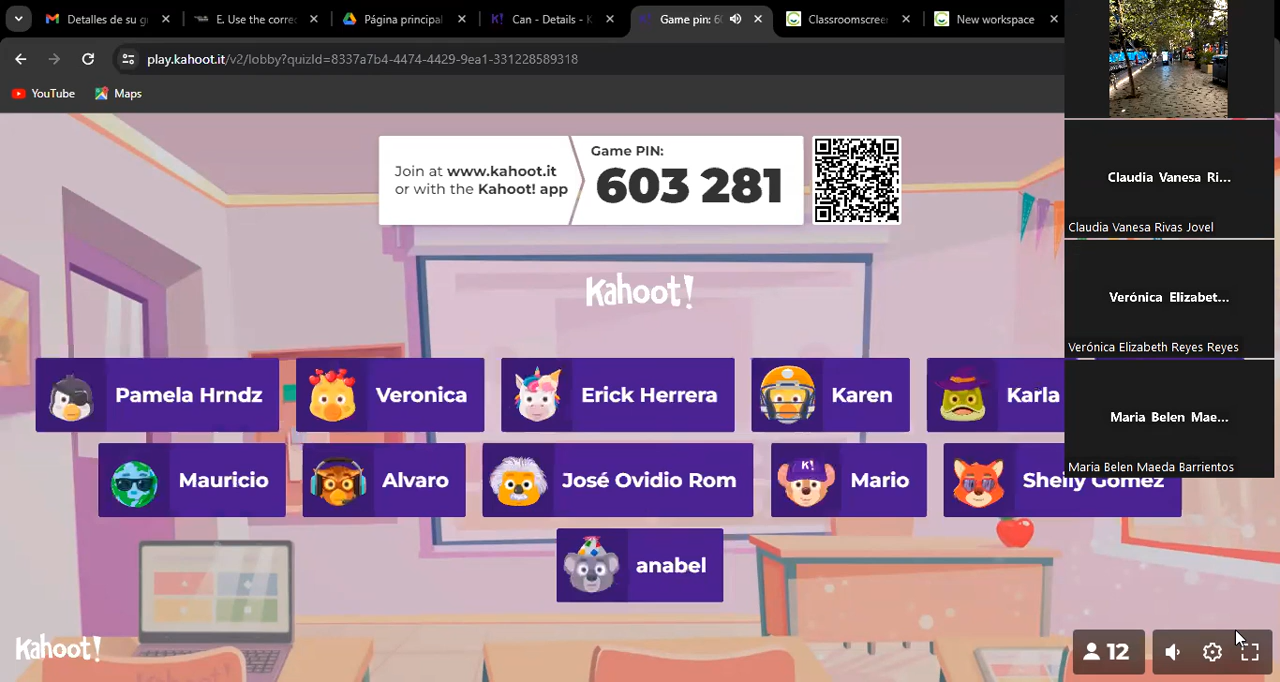 Detalles de su g
E. Use the corre
Página principal
Can - Details - K
Game pin: 60
Classroomscree
New workspace
play.kahoot.it/v2/lobby?quizId=8337a7b4-4474-4429-9ea1-331228589318
YouTube
Maps
Join at www.kahoot.it
or with the Kahoot! app
Game PIN:
603 281
Kahoot!
Pamela Hrndz
Veronica
Erick Herrera
Karen
Karla
Mauricio
Alvaro
José Ovidio Rom
K!
Mario
Shelly Gomez
anabel
Kahoot!
12
Claudia Vanesa Ri...
Claudia Vanesa Rivas Jovel
Verónica Elizabet...
Verónica Elizabeth Reyes Reyes
Maria Belen Mae...
Maria Belen Maeda Barrientos